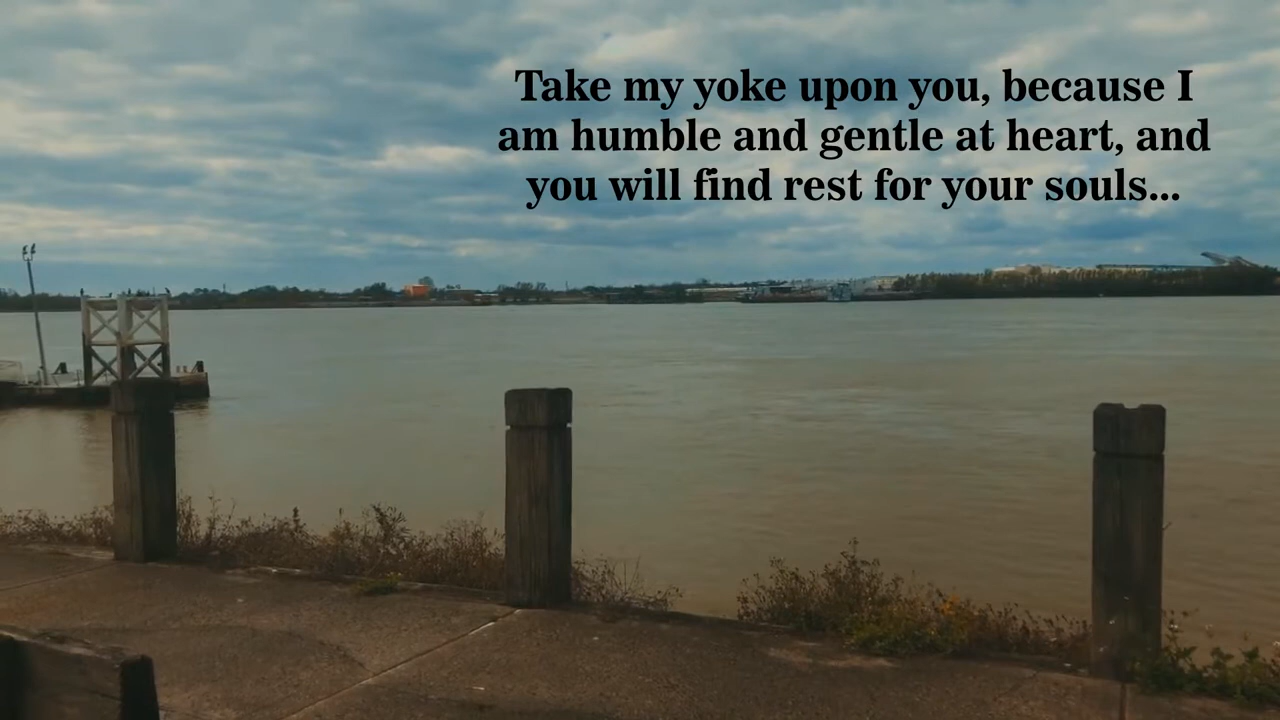 Take my yoke upon you, because I
am humble and gentle at heart, and
you will find rest for your souls...